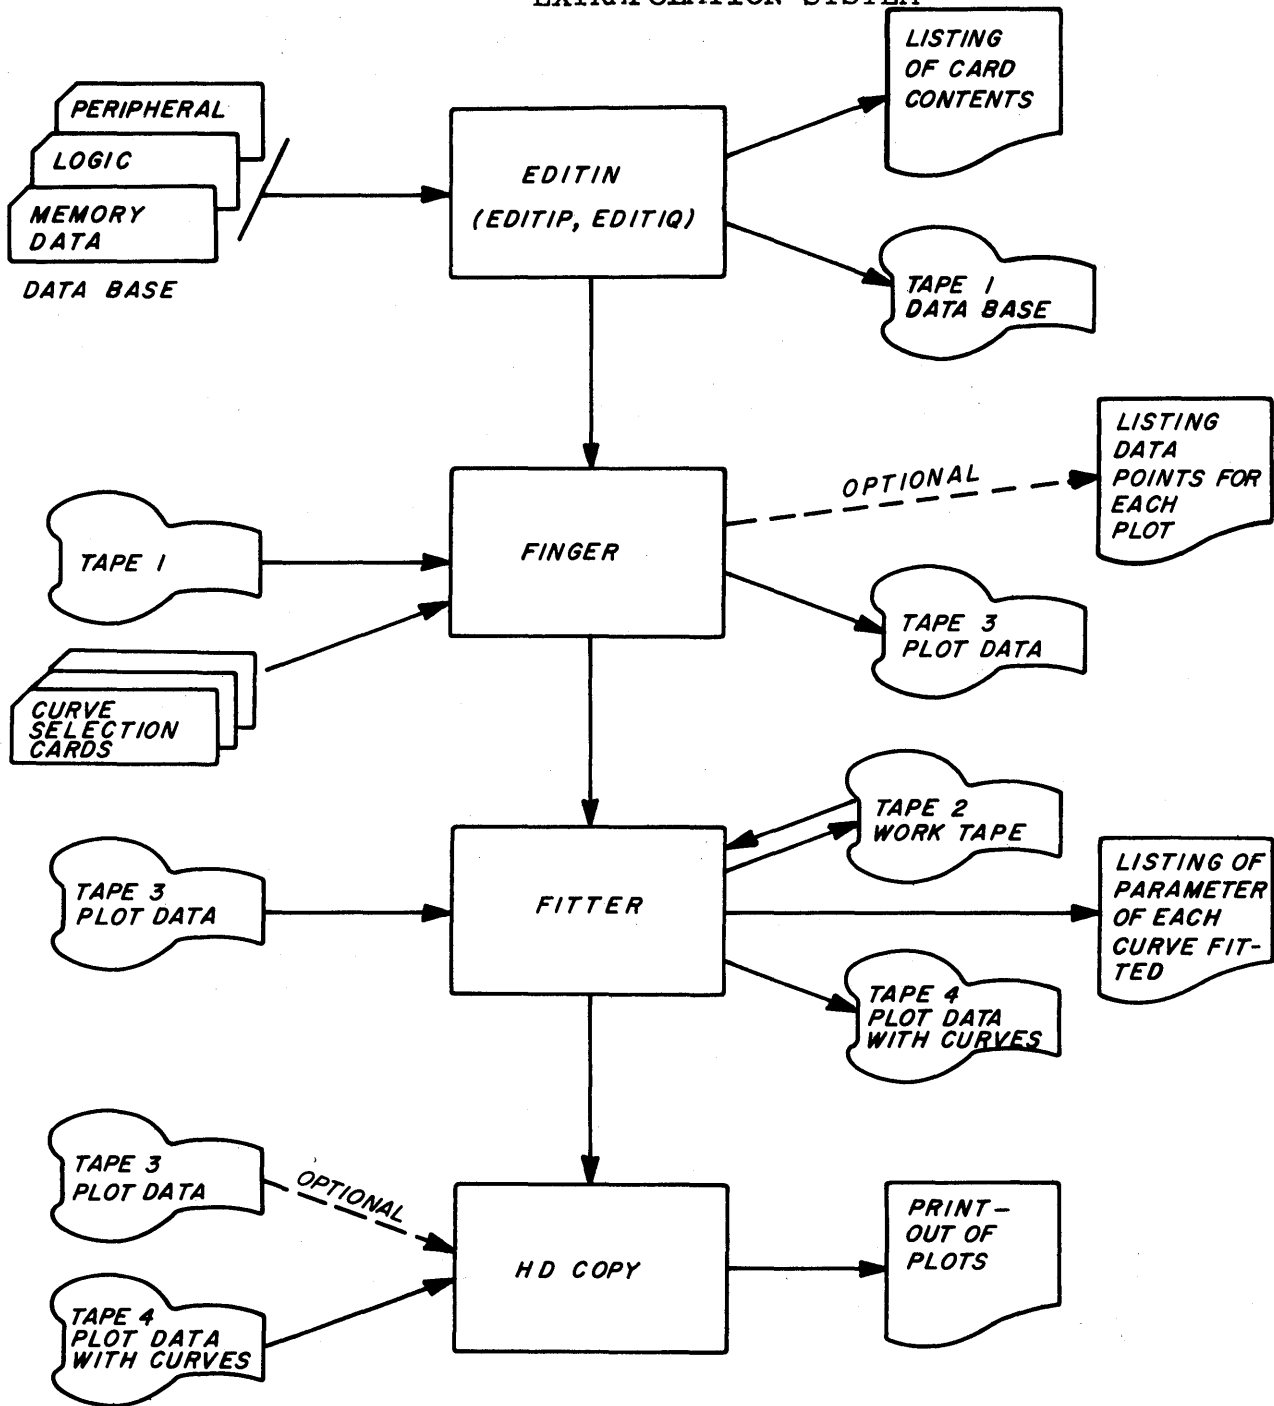 EXTRAPOLATION SYSTEM
LISTING
OF CARD
CONTENTS
PERIPHERAL
LOGIC
MEMORY
DATA
DATA BASE
EDITIN
(EDITIP, EDITIQ)
TAPE 1
DATA BASE
LISTING
DATA
POINTS FOR
EACH
PLOT
OPTIONAL
TAPE 1
FINGER
TAPE 3
PLOT DATA
CURVE
SELECTION
CARDS
TAPE 2
WORK TAPE
TAPE 3
PLOT DATA
FITTER
LISTING OF
PARAMETER
OF EACH
CURVE FIT-
TED
TAPE 4
PLOT DATA
WITH CURVES
TAPE 3
PLOT DATA
OPTIONAL
HD COPY
PRINT-
OUT OF
PLOTS
TAPE 4
PLOT DATA
WITH CURVES